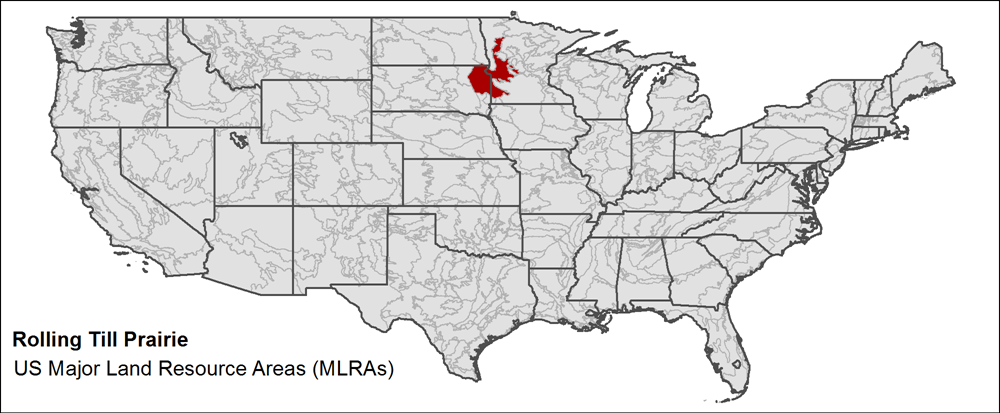 Rolling Till Prairie
US Major Land Resource Areas (MLRAs)